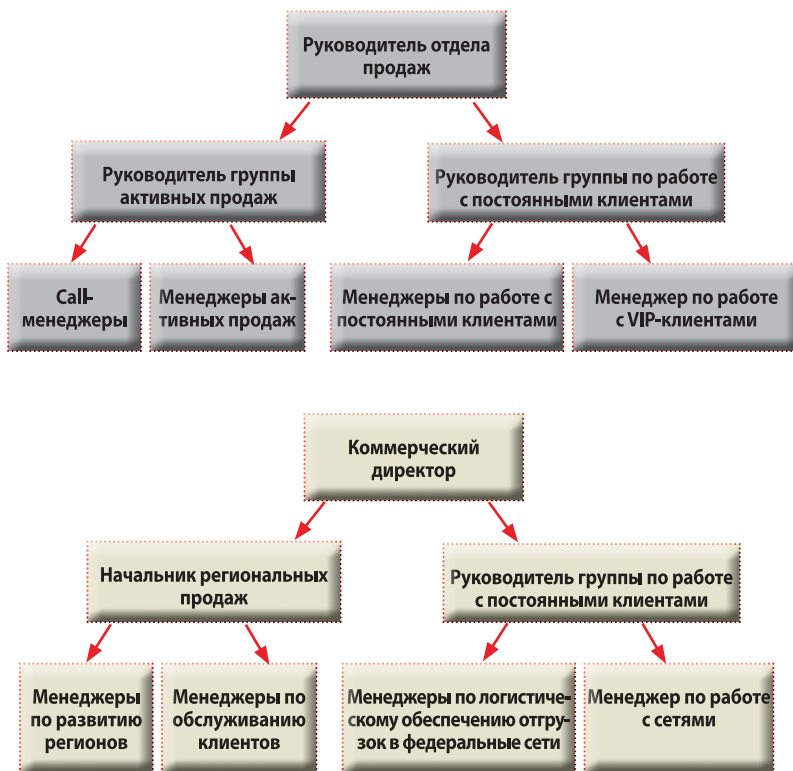 Руководитель отдела
продаж
Руководитель группы
активных продаж
Руководитель группы по работе
с постоянными клиентами
Call-
менеджеры
Менеджеры ак-
тивных продаж
Менеджеры по работе с
постоянными клиентами
Менеджер по работе
с VIP-клиентами
Коммерческий
директор
Начальник региональных
продаж
Руководитель группы по работе
с постоянными клиентами
Менеджеры
по развитию
регионов
Менеджеры по
обслуживанию
клиентов
Менеджеры по логистиче-
скому обеспечению отгру-
зок в федеральные сети
Менеджер по работе
с сетями